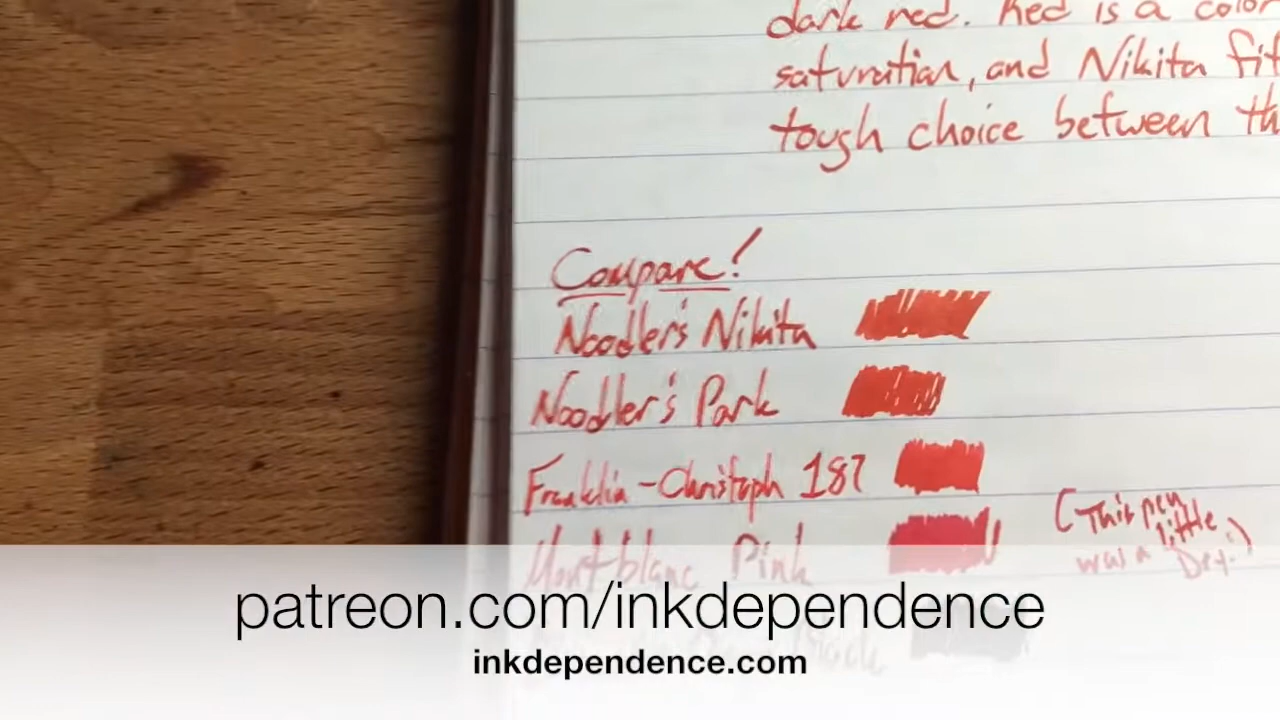 dark red. Red is a color
saturation, and Nikita fit
tough choice between th
Compare!
Noodler's Nikita
Noodler's Park
Franklin-Christoph 187
(This pen
little
was a Dry.)
Montblanc Pink
Black
patreon.com/inkdependence
inkdependence.com